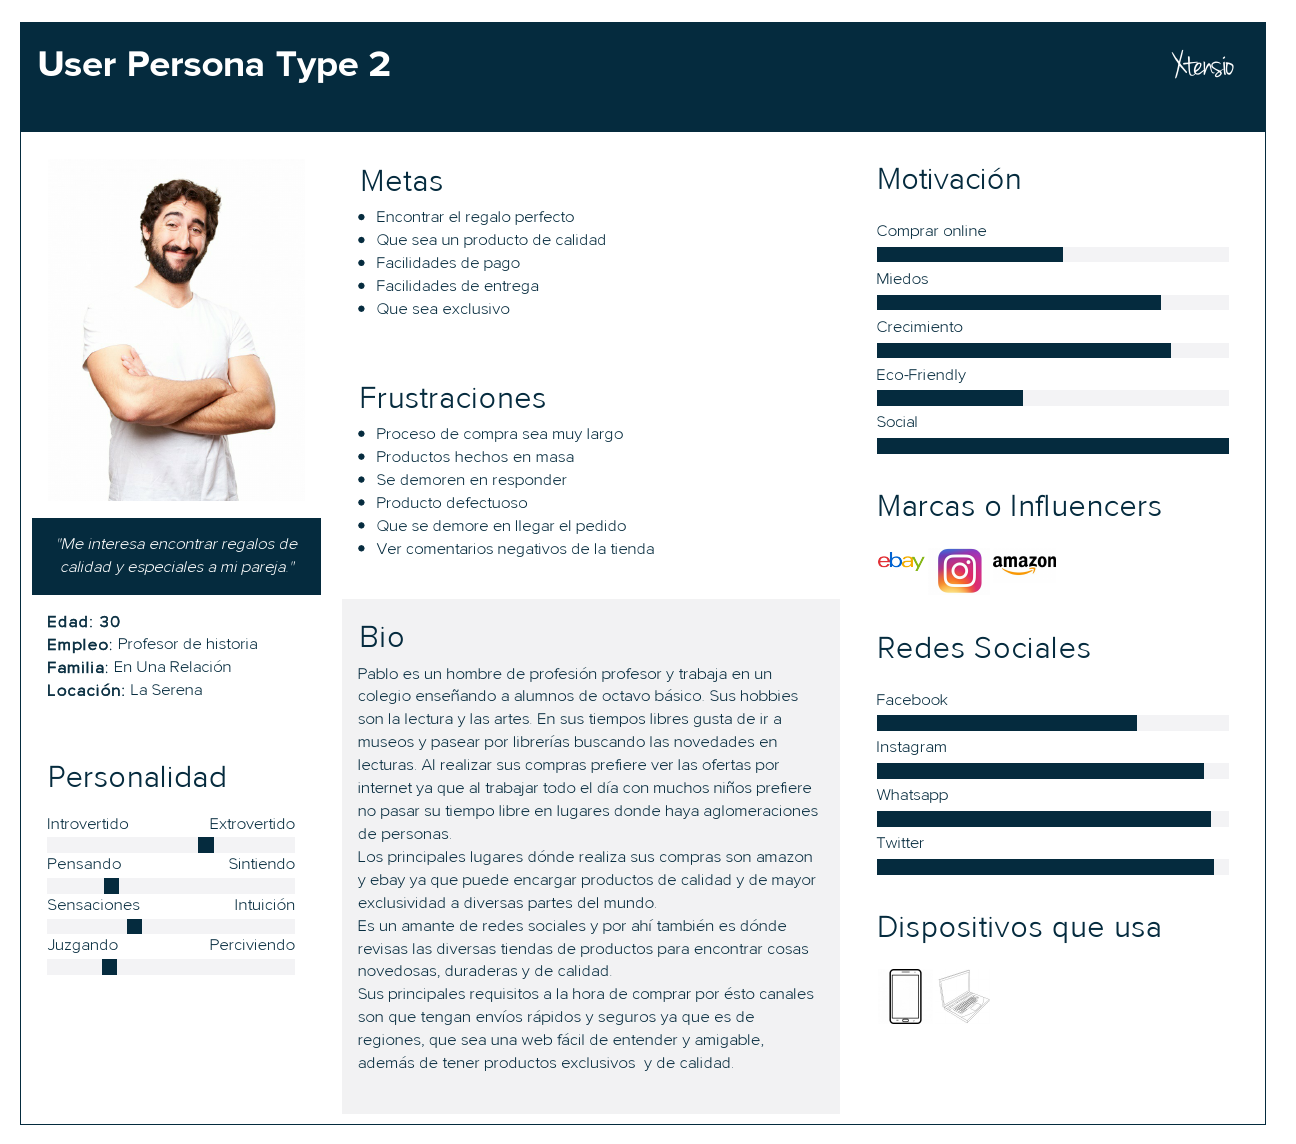 User Persona Type 2
Xtensio
"Me interesa encontrar regalos de
calidad y especiales a mi pareja."
Edad: 30
Empleo: Profesor de historia
Familia: En Una Relación
Locación: La Serena
Personalidad
Introvertido Extrovertido
Pensando Sintiendo
Sensaciones Intuición
Juzgando Perciviendo
Metas
Encontrar el regalo perfecto
Que sea un producto de calidad
Facilidades de pago
Facilidades de entrega
Que sea exclusivo
Frustraciones
Proceso de compra sea muy largo
Productos hechos en masa
Se demoren en responder
Producto defectuoso
Que se demore en llegar el pedido
Ver comentarios negativos de la tienda
Bio
Pablo es un hombre de profesión profesor y trabaja en un
colegio enseñando a alumnos de octavo básico. Sus hobbies
son la lectura y las artes. En sus tiempos libres gusta de ir a
museos y pasear por librerías buscando las novedades en
lecturas. Al realizar sus compras prefiere ver las ofertas por
internet ya que al trabajar todo el día con muchos niños prefiere
no pasar su tiempo libre en lugares donde haya aglomeraciones
de personas.
Los principales lugares dónde realiza sus compras son amazon
y ebay ya que puede encargar productos de calidad y de mayor
exclusividad a diversas partes del mundo.
Es un amante de redes sociales y por ahí también es dónde
revisas las diversas tiendas de productos para encontrar cosas
novedosas, duraderas y de calidad.
Sus principales requisitos a la hora de comprar por ésto canales
son que tengan envíos rápidos y seguros ya que es de
regiones, que sea una web fácil de entender y amigable,
además de tener productos exclusivos  y de calidad.
Motivación
Comprar online
Miedos
Crecimiento
Eco-Friendly
Social
Marcas o Influencers
ebay amazon
Redes Sociales
Facebook
Instagram
Whatsapp
Twitter
Dispositivos que usa